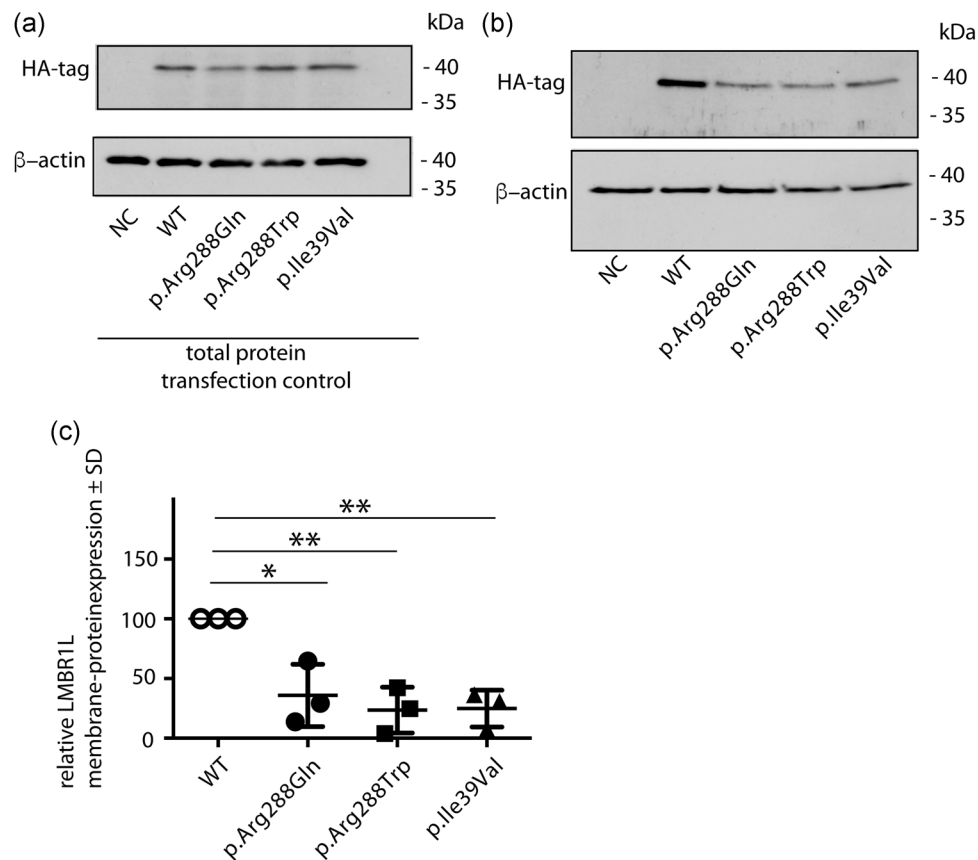 (a)
kDa
HA-tag
- 40
- 35
β–actin
- 40
- 35
NC
WT
p.Arg288Gln
p.Arg288Trp
p.Ile39Val
total protein
transfection control
(b)
kDa
HA-tag
- 40
- 35
β–actin
- 40
- 35
NC
WT
p.Arg288Gln
p.Arg288Trp
p.Ile39Val
(c)
relative LMBR1L
membrane-proteinexpression ± SD
150
100
50
0
**
**
*
WT
p.Arg288Gln
p.Arg288Trp
p.Ile39Val